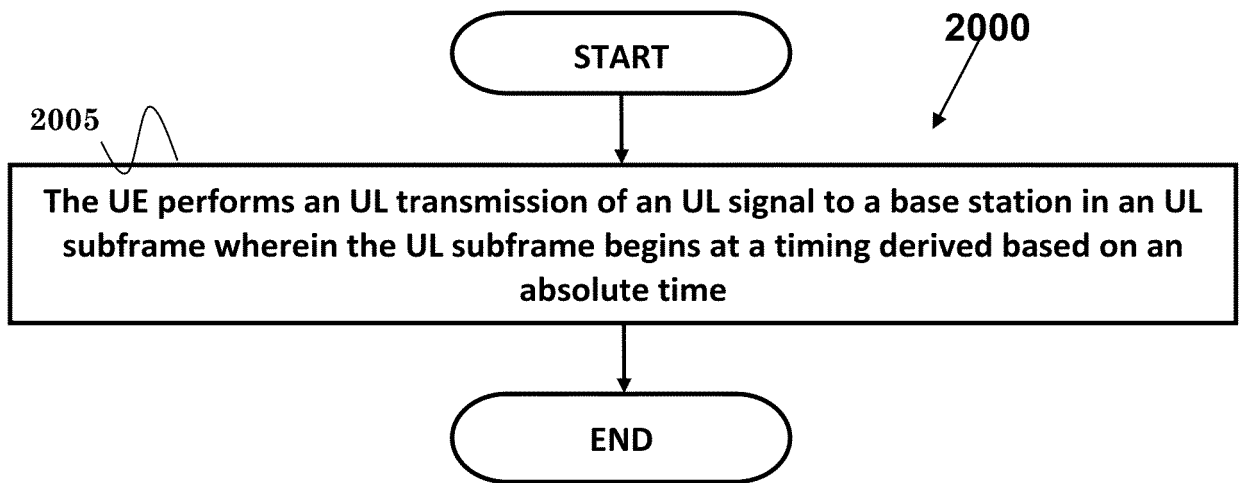 START
2000
2005
The UE performs an UL transmission of an UL signal to a base station in an UL
subframe wherein the UL subframe begins at a timing derived based on an
absolute time
END